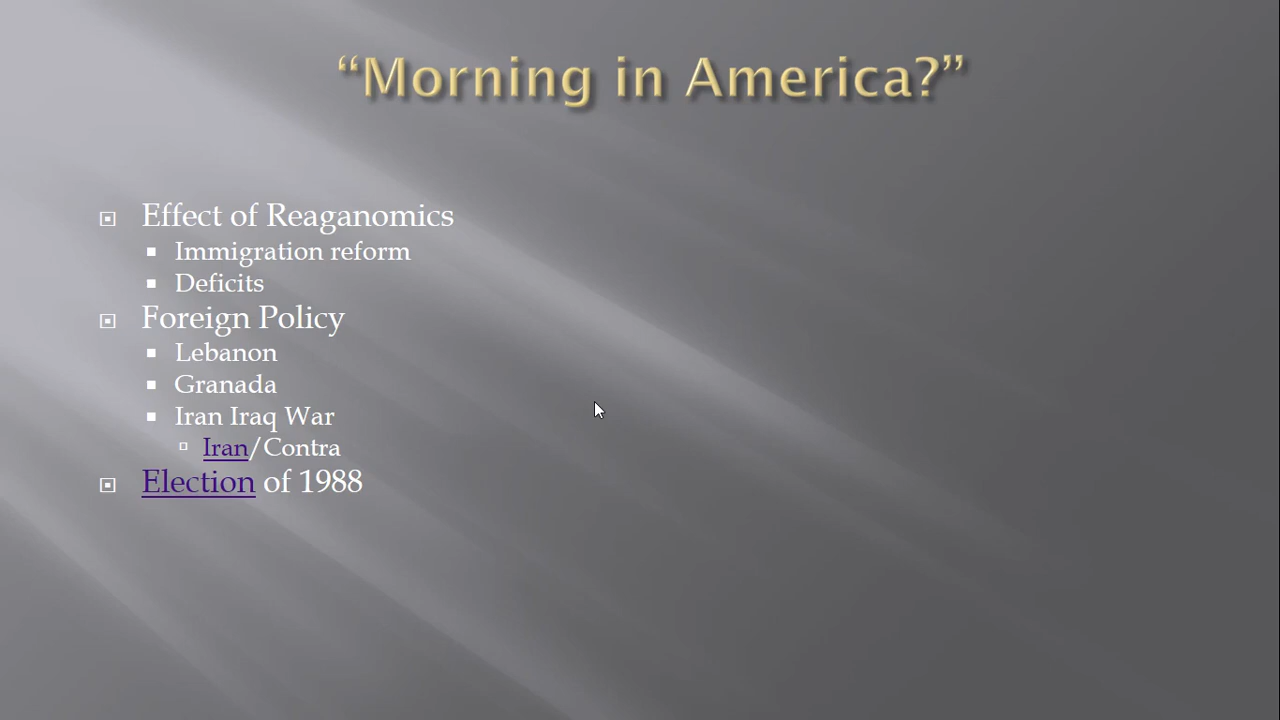 “Morning in America?”
Effect of Reaganomics
Immigration reform
Deficits
Foreign Policy
Lebanon
Granada
Iran Iraq War
Iran/Contra
Election of 1988